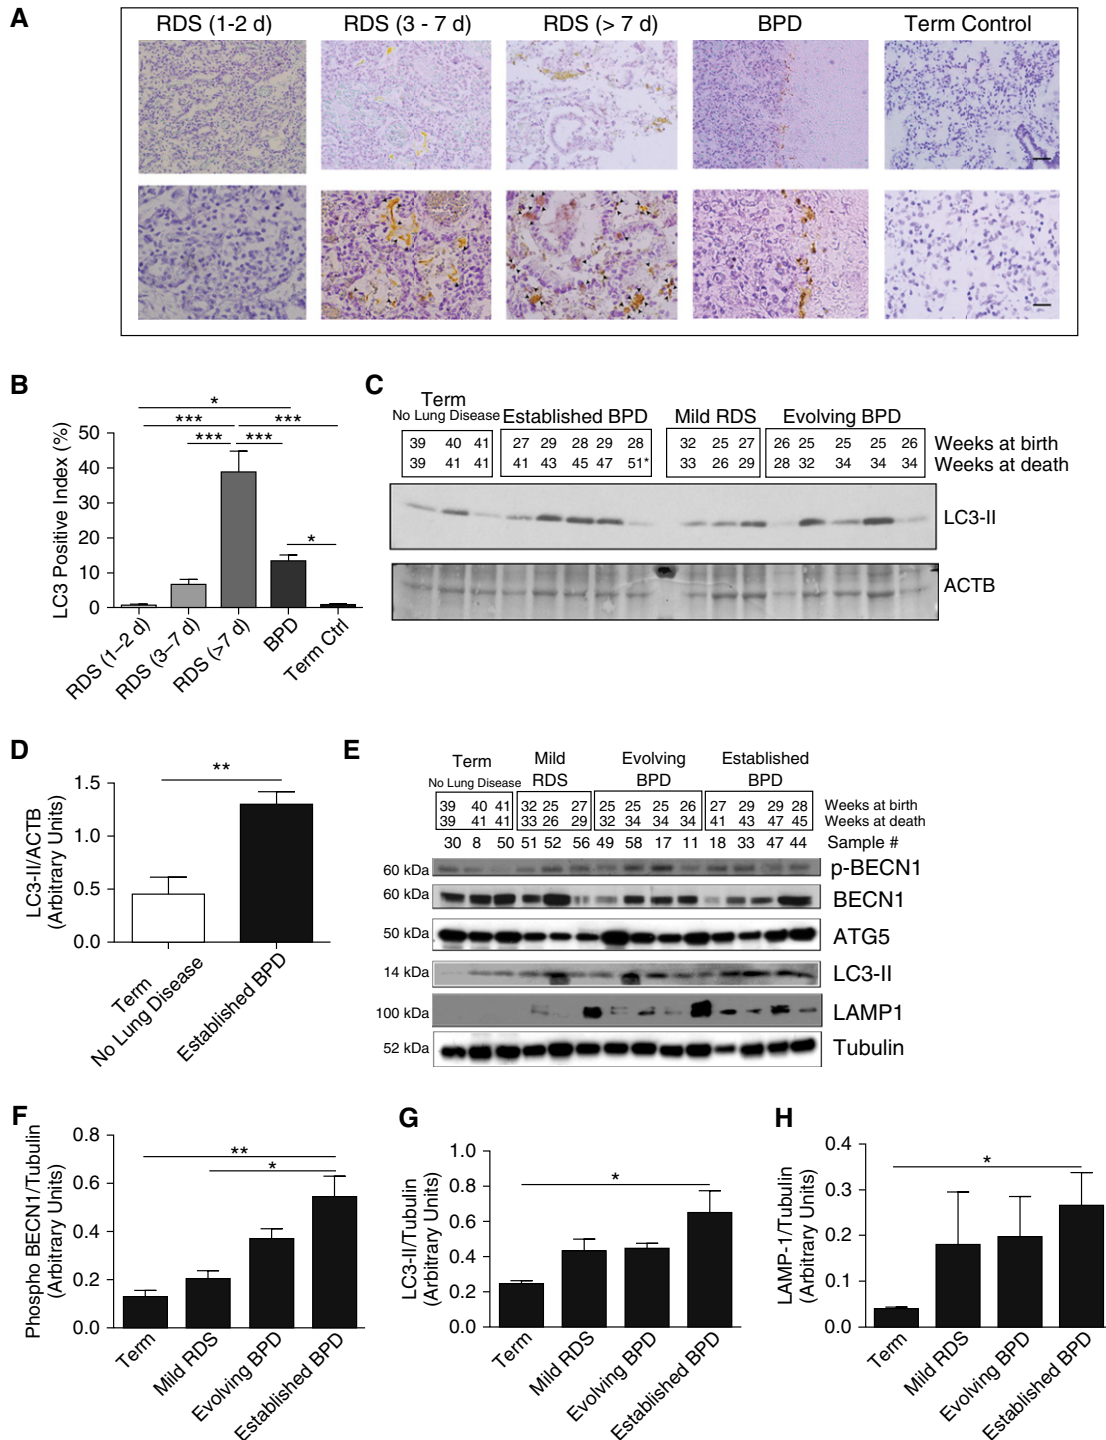 A
RDS (1-2 d)
RDS (3 - 7 d)
RDS (> 7 d)
BPD
Term Control
B
*
***
***
***
***
*
LC3 Positive Index (%)
50
40
30
20
10
0
RDS (1–2 d)
RDS (3–7 d)
RDS (>7 d)
BPD
Term Ctrl
C
Term
No Lung Disease
Established BPD
Mild RDS
Evolving BPD
39 40 41 27 29 28 29 28 32 25 27 26 25 25 25 26 Weeks at birth
39 41 41 41 43 45 47 51* 33 26 29 28 32 34 34 34 Weeks at death
LC3-II
ACTB
D
**
LC3-II/ACTB
(Arbitrary Units)
1.5
1.0
0.5
0.0
Term
No Lung Disease
Established BPD
E
Term
No Lung Disease
Mild
RDS
Evolving
BPD
Established
BPD
39 40 41 32 25 27 25 25 25 26 27 29 29 28 Weeks at birth
39 41 41 33 26 29 32 34 34 34 41 43 47 45 Weeks at death
30 8 50 51 52 56 49 58 17 11 18 33 47 44 Sample #
60 kDa p-BECN1
60 kDa BECN1
50 kDa ATG5
14 kDa LC3-II
100 kDa LAMP1
52 kDa Tubulin
F
**
*
Phospho BECN1/Tubulin
(Arbitrary Units)
0.8
0.6
0.4
0.2
0.0
Term
Mild RDS
Evolving BPD
Established BPD
G
*
LC3-II/Tubulin
(Arbitrary Units)
1.0
0.8
0.6
0.4
0.2
0.0
Term
Mild RDS
Evolving BPD
Established BPD
H
*
LAMP-1/Tubulin
(Arbitrary Units)
0.4
0.3
0.2
0.1
0.0
Term
Mild RDS
Evolving BPD
Established BPD